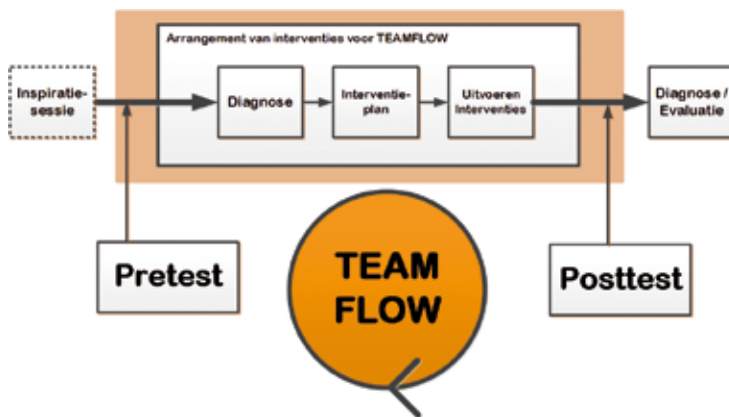 Arrangement van interventies voor TEAMFLOW
Inspiratie-
sessie
Diagnose
Interventie-
plan
Uitvoeren
Interventies
Diagnose /
Evaluatie
Pretest
TEAM
FLOW
Posttest